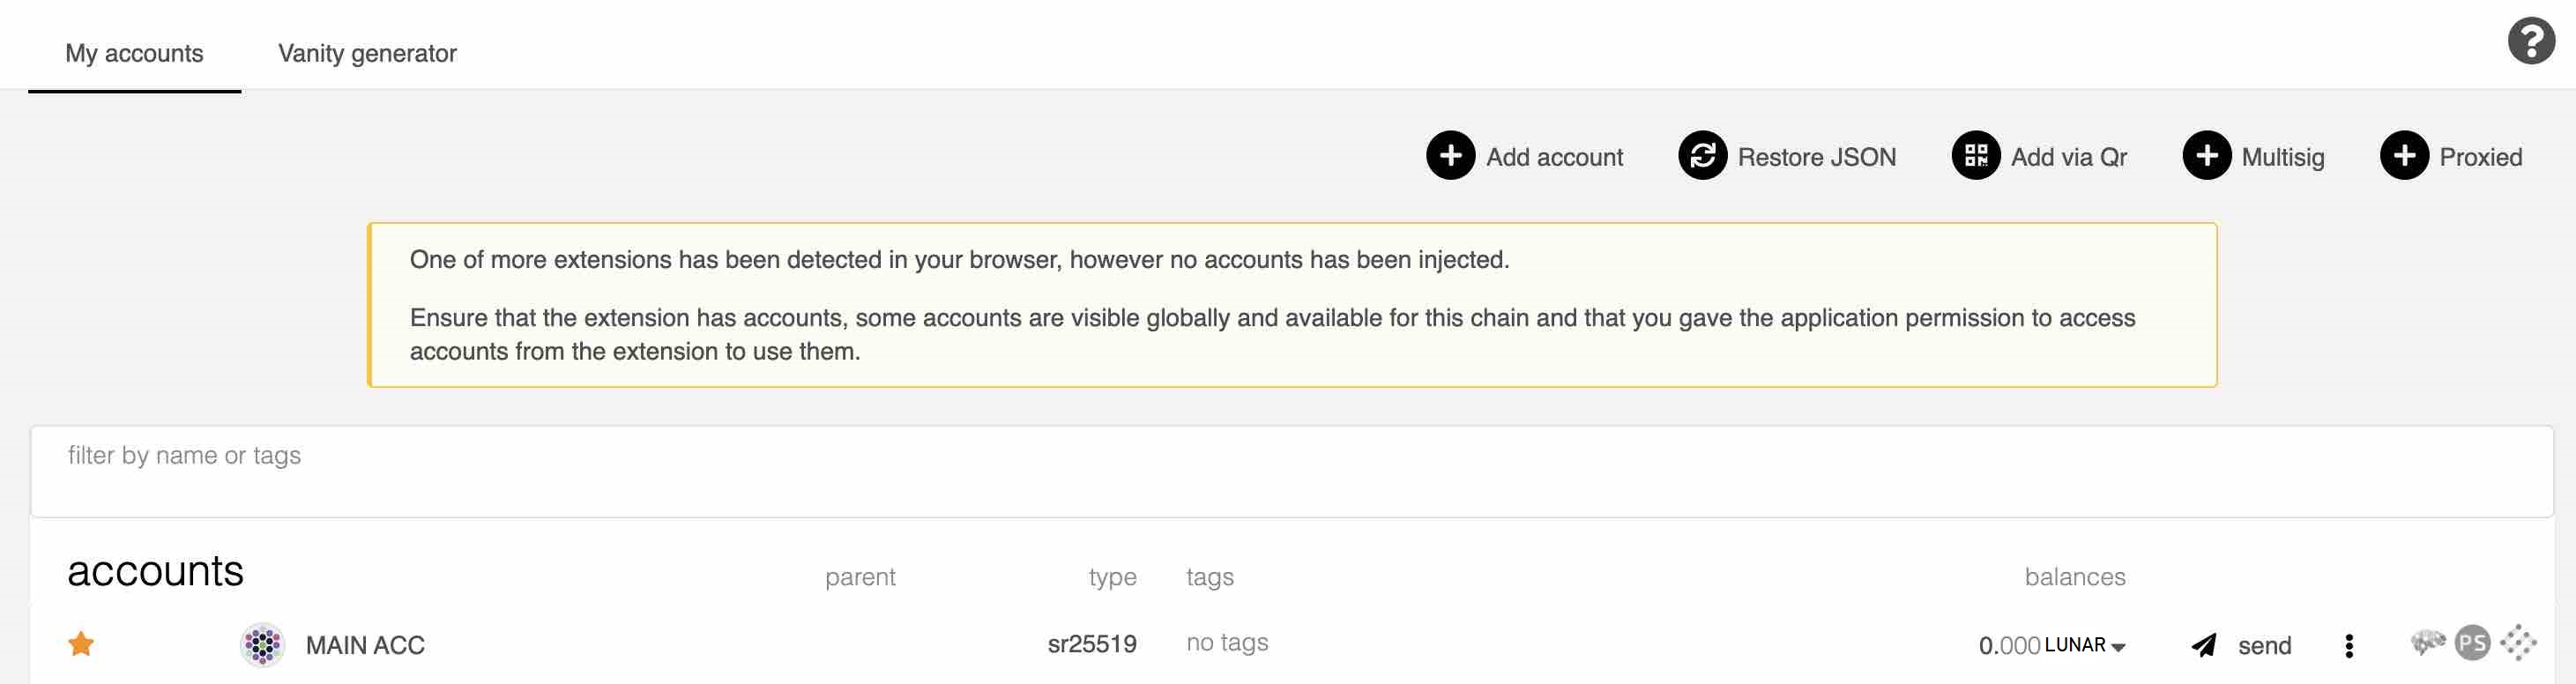 My accounts
Vanity generator
?
Add account
Restore JSON
Add via Qr
Multisig
Proxied
One of more extensions has been detected in your browser, however no accounts has been injected.
Ensure that the extension has accounts, some accounts are visible globally and available for this chain and that you gave the application permission to access
accounts from the extension to use them.
filter by name or tags
accounts parent type tags balances
MAIN ACC sr25519 no tags 0.000 LUNAR send PS